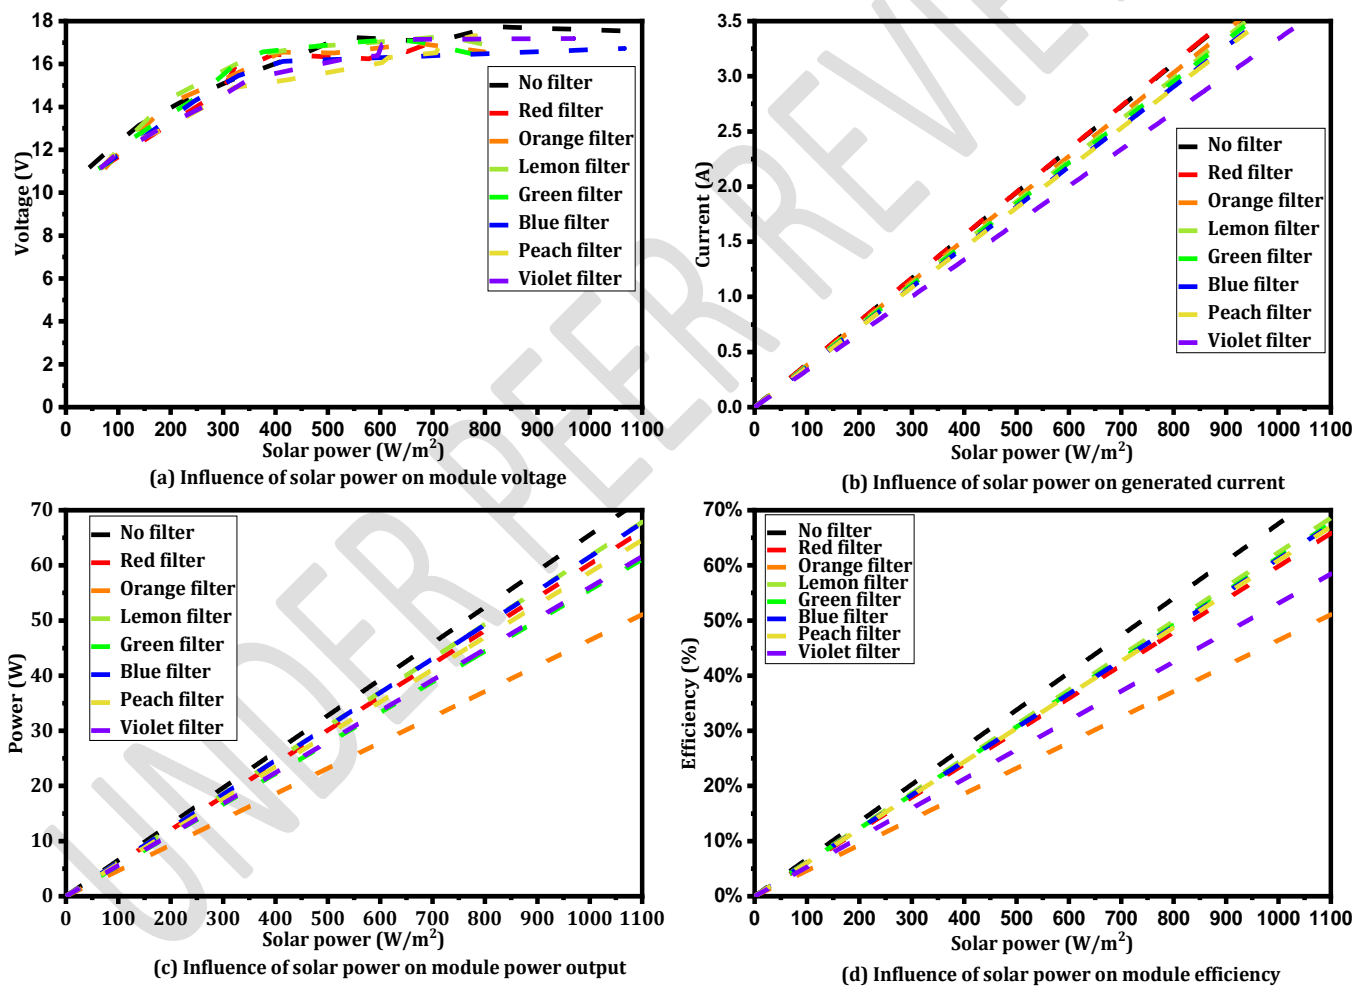 UNDER PEER REVIEW
18
16
14
12
10
8
6
4
2
0
Voltage (V)
No filter
Red filter
Orange filter
Lemon filter
Green filter
Blue filter
Peach filter
Violet filter
0 100 200 300 400 500 600 700 800 900 1000 1100
Solar power (W/m²)
(a) Influence of solar power on module voltage
3.5
3.0
2.5
2.0
1.5
1.0
0.5
0.0
Current (A)
No filter
Red filter
Orange filter
Lemon filter
Green filter
Blue filter
Peach filter
Violet filter
0 100 200 300 400 500 600 700 800 900 1000 1100
Solar power (W/m²)
(b) Influence of solar power on generated current
70
60
50
40
30
20
10
0
Power (W)
No filter
Red filter
Orange filter
Lemon filter
Green filter
Blue filter
Peach filter
Violet filter
0 100 200 300 400 500 600 700 800 900 1000 1100
Solar power (W/m²)
(c) Influence of solar power on module power output
70%
60%
50%
40%
30%
20%
10%
0%
Efficiency (%)
No filter
Red filter
Orange filter
Lemon filter
Green filter
Blue filter
Peach filter
Violet filter
0 100 200 300 400 500 600 700 800 900 1000 1100
Solar power (W/m²)
(d) Influence of solar power on module efficiency